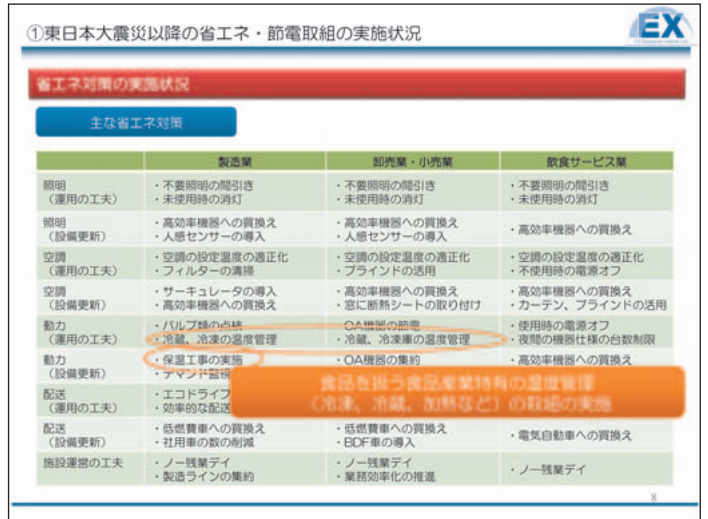 ①東日本大震災以降の省エネ・節電取組の実施状況
EX
省エネ対策の実施状況
主な省エネ対策
製造業 卸売業・小売業 飲食サービス業
照明 ・不要照明の間引き ・不要照明の間引き ・不要照明の間引き
（運用の工夫） ・未使用時の消灯 ・未使用時の消灯 ・未使用時の消灯
照明 ・高効率機器への買換え ・高効率機器への買換え ・高効率機器への買換え
（設備更新） ・人感センサーの導入 ・人感センサーの導入
空調 ・空調の設定温度の適正化 ・空調の設定温度の適正化 ・空調の設定温度の適正化
（運用の工夫） ・フィルターの清掃 ・ブラインドの活用 ・不使用時の電源オフ
空調 ・サーキュレータの導入 ・高効率機器への買換え ・高効率機器への買換え
（設備更新） ・高効率機器への買換え ・窓に断熱シートの取り付け ・カーテン、ブラインドの活用
動力 ・バルブ類の点検 ・OA機器の節電 ・使用時の電源オフ
（運用の工夫） ・冷蔵、冷凍の温度管理 ・冷蔵、冷凍庫の温度管理 ・夜間の機器仕様の台数制限
動力 ・保温工事の実施 ・OA機器の集約 ・高効率機器への買換え
（設備更新） ・デマンド監視
食品を扱う食品産業特有の温度管理
（冷凍、冷蔵、加熱など）の取組の実施
配送 ・エコドライブ
（運用の工夫） ・効率的な配送
配送 ・低燃費車への買換え ・低燃費車への買換え ・電気自動車への買換え
（設備更新） ・社用車の数の削減 ・BDF車の導入
施設運営の工夫 ・ノー残業デイ ・ノー残業デイ ・ノー残業デイ
・製造ラインの集約 ・業務効率化の推進
8